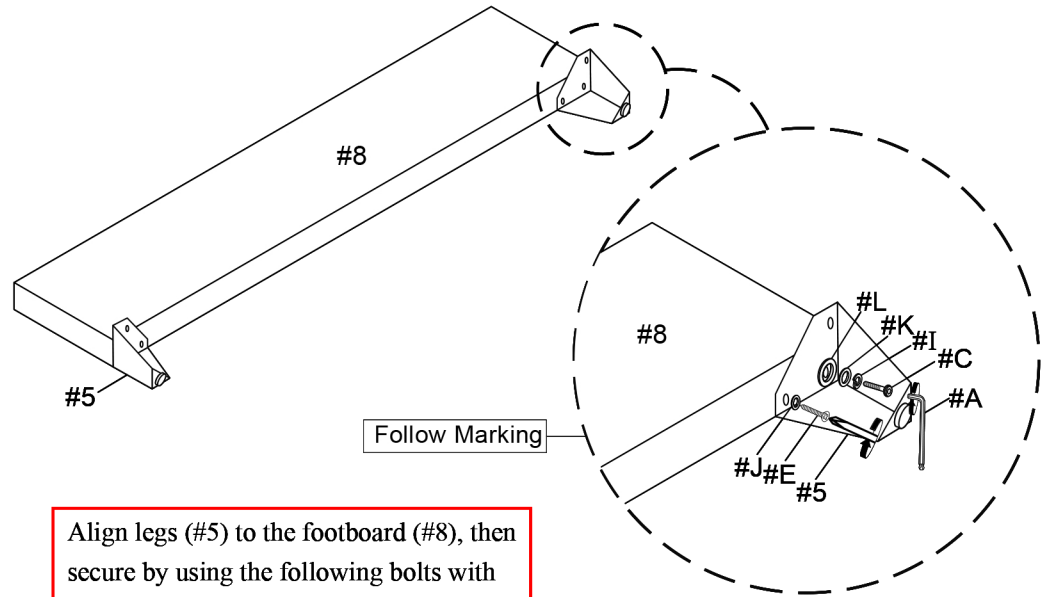 #8
#5
#8
#L
#K
#I
#C
#A
Follow Marking
#J
#E
#5
Align legs (#5) to the footboard (#8), then
secure by using the following bolts with